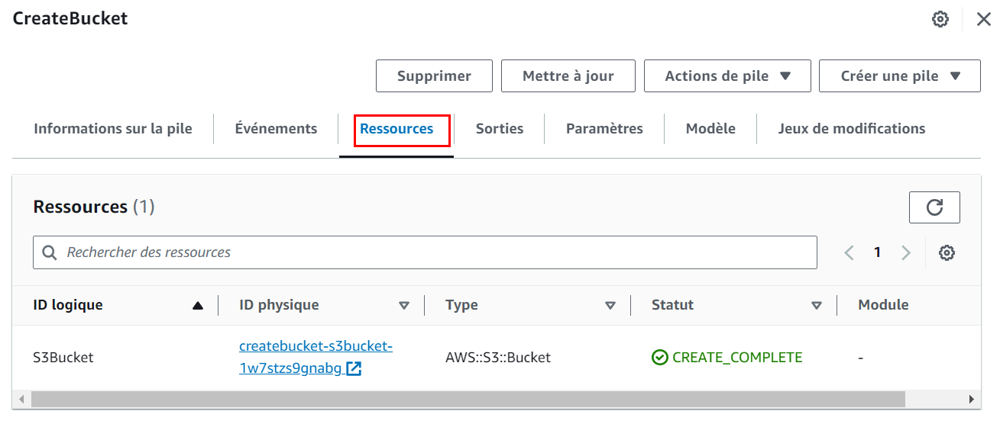 CreateBucket
Supprimer Mettre à jour Actions de pile Créer une pile
Informations sur la pile Événements Ressources Sorties Paramètres Modèle Jeux de modifications
Ressources (1)
Rechercher des ressources 1
ID logique ID physique Type Statut Module
S3Bucket createbucket-s3bucket-1w7stzs9gnabg AWS::S3::Bucket CREATE_COMPLETE -